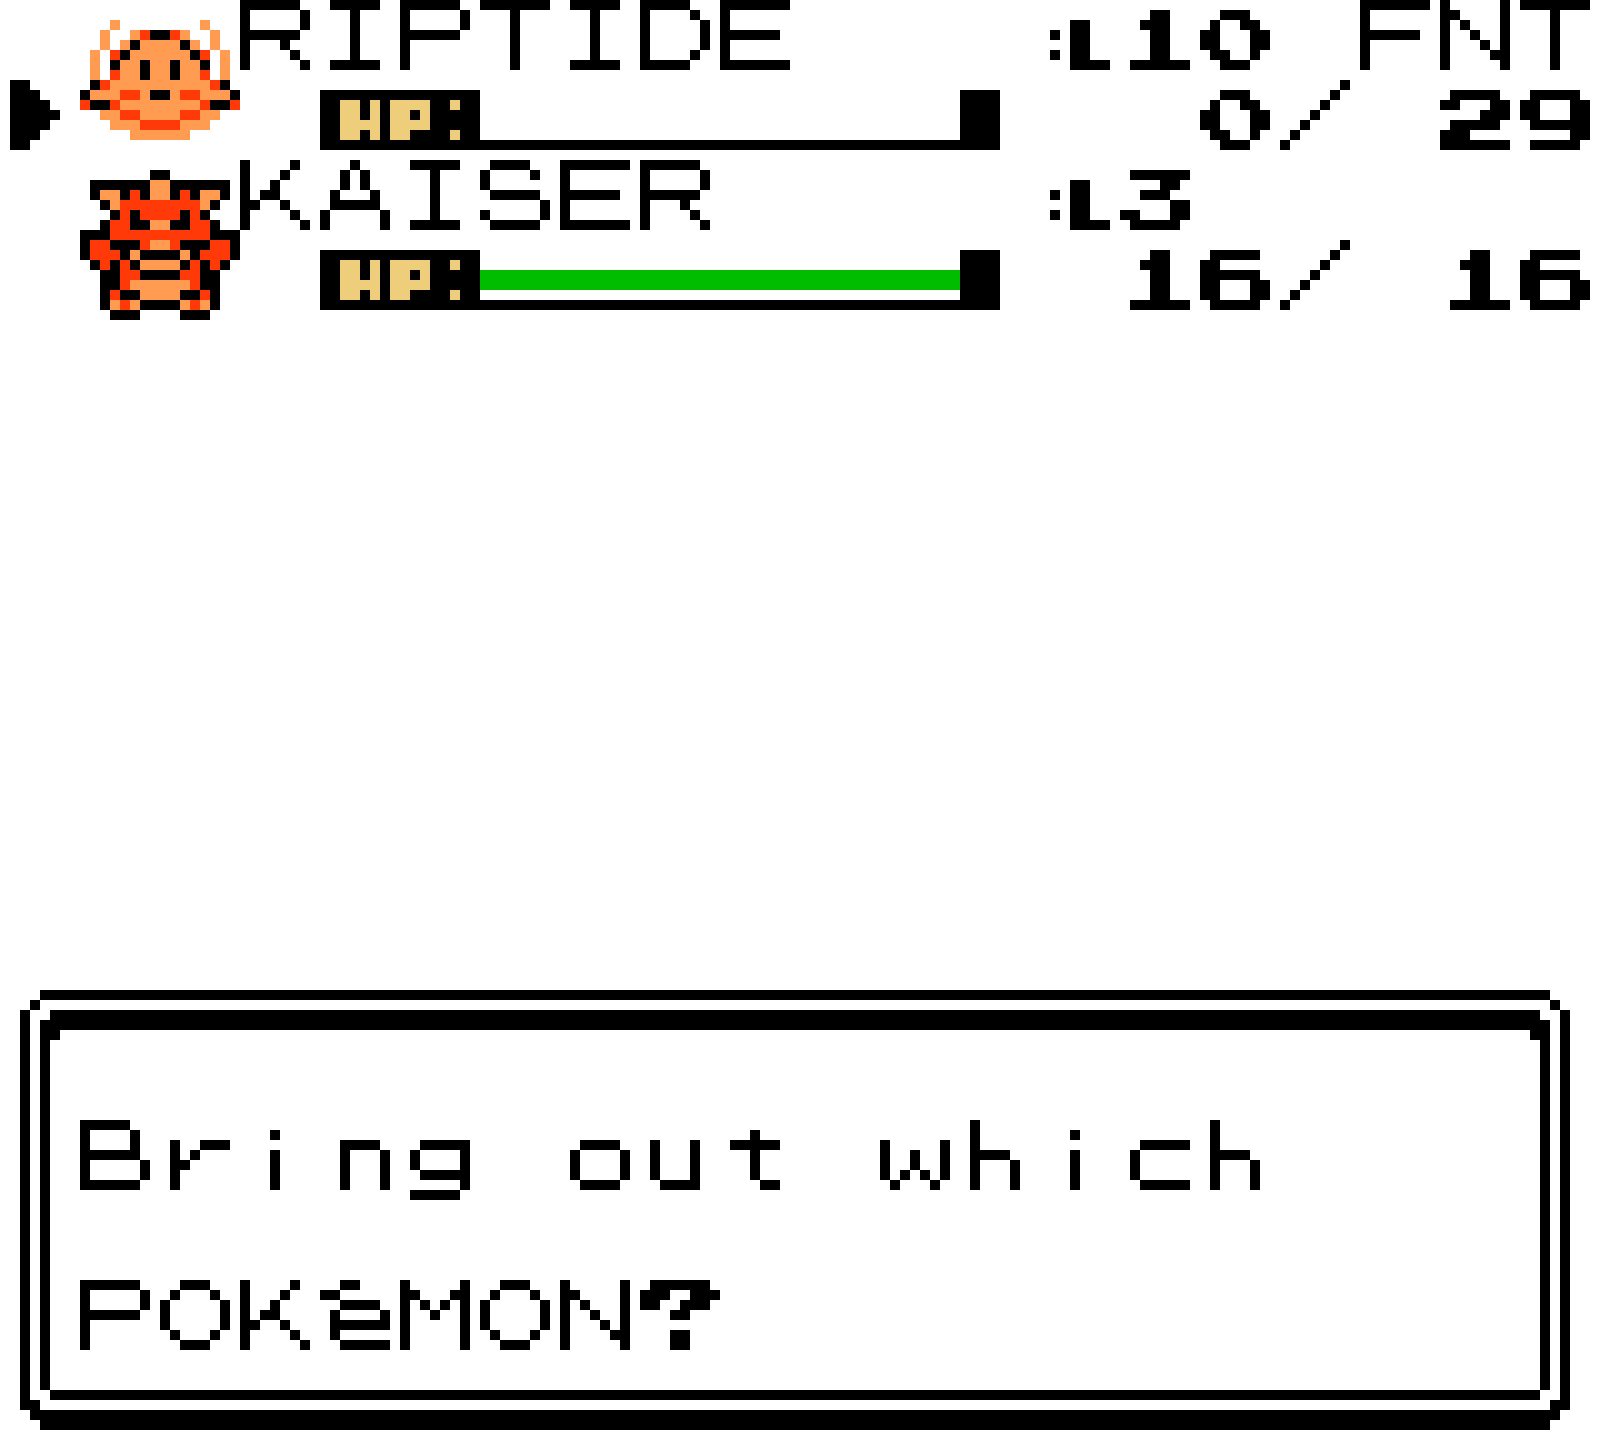 RIPTIDE :L10 FNT
HP: 0/ 29
KAISER :L3
HP: 16/ 16
Bring out which
POKéMON?